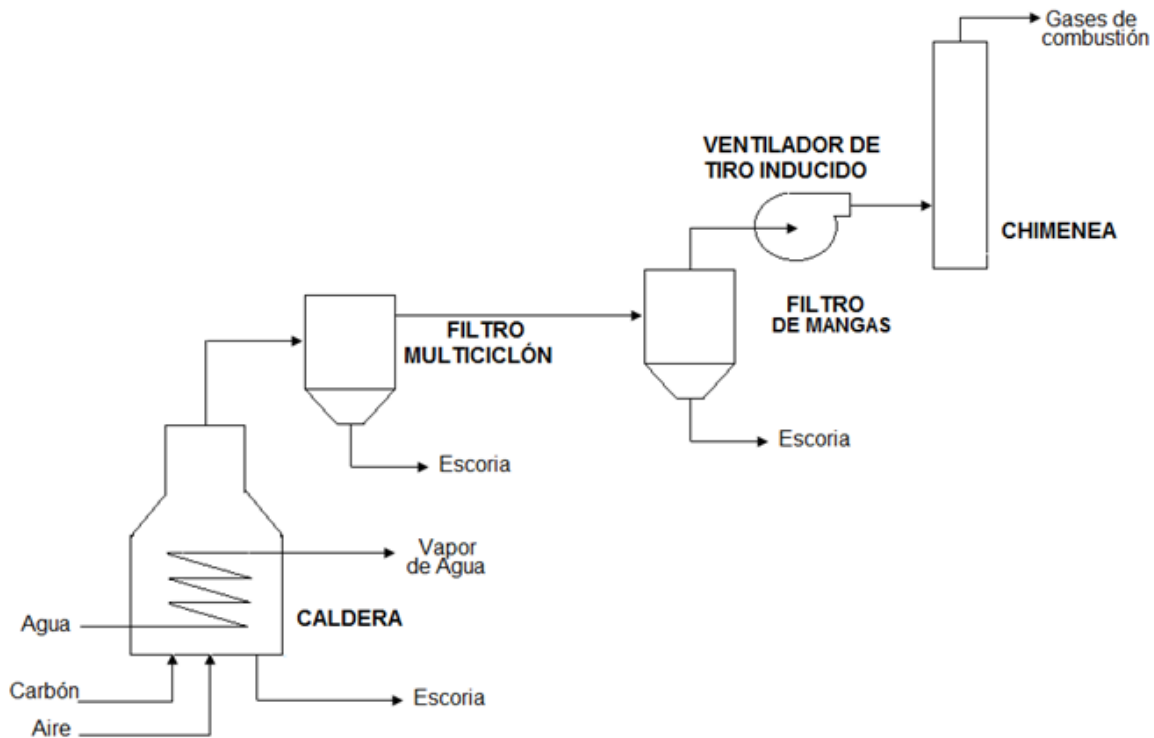 Gases de
combustión
VENTILADOR DE
TIRO INDUCIDO
CHIMENEA
FILTRO
DE MANGAS
FILTRO
MULTICICLÓN
Escoria
Escoria
Vapor
de Agua
CALDERA
Agua
Carbón
Escoria
Aire